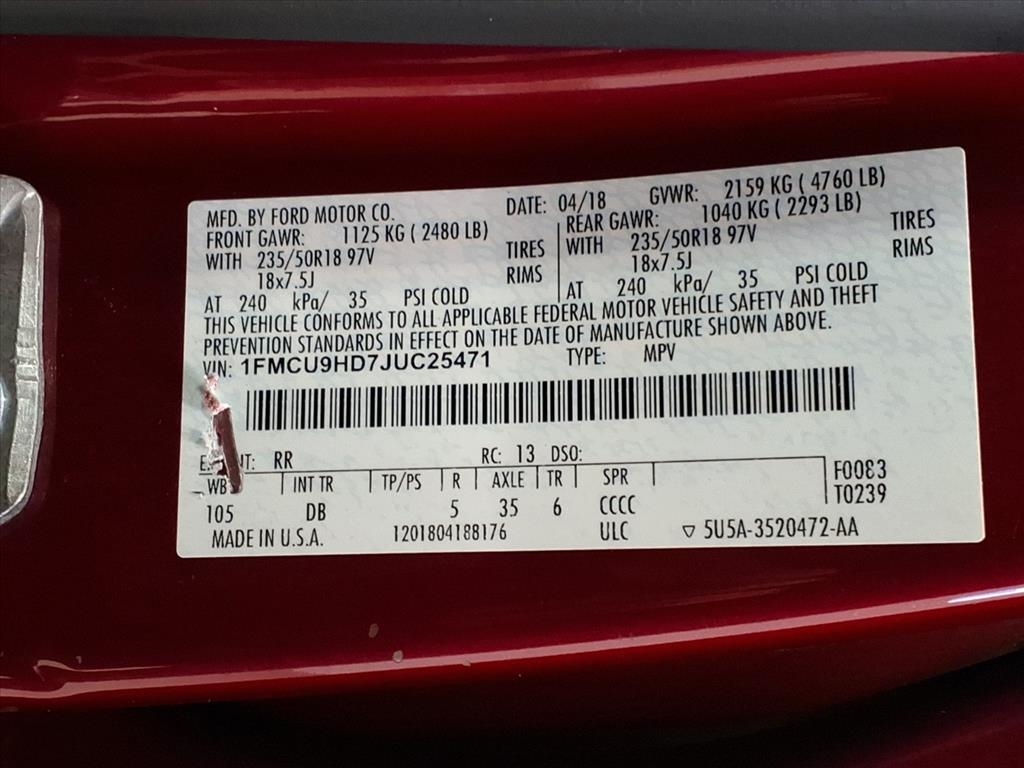 MFD. BY FORD MOTOR CO. DATE: 04/18 GVWR: 2159 KG ( 4760 LB)
FRONT GAWR: 1125 KG ( 2480 LB) REAR GAWR: 1040 KG ( 2293 LB)
WITH 235/50R18 97V TIRES WITH 235/50R18 97V TIRES
18x7.5J RIMS 18x7.5J RIMS
AT 240 kPa/ 35 PSI COLD AT 240 kPa/ 35 PSI COLD
THIS VEHICLE CONFORMS TO ALL APPLICABLE FEDERAL MOTOR VEHICLE SAFETY AND THEFT
PREVENTION STANDARDS IN EFFECT ON THE DATE OF MANUFACTURE SHOWN ABOVE.
VIN: 1FMCU9HD7JUC25471 TYPE: MPV
RR RC: 13 DSO:
WB INT TR TP/PS R AXLE TR SPR F0083
105 DB 5 35 6 CCCC T0239
MADE IN U.S.A. 1201804188176 ULC ▽ 5U5A-3520472-AA